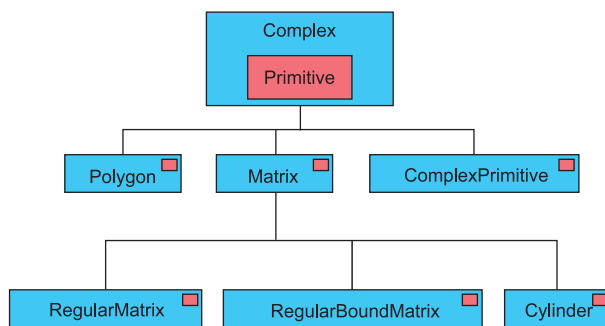 Complex
Primitive
Polygon
Matrix
ComplexPrimitive
RegularMatrix
RegularBoundMatrix
Cylinder